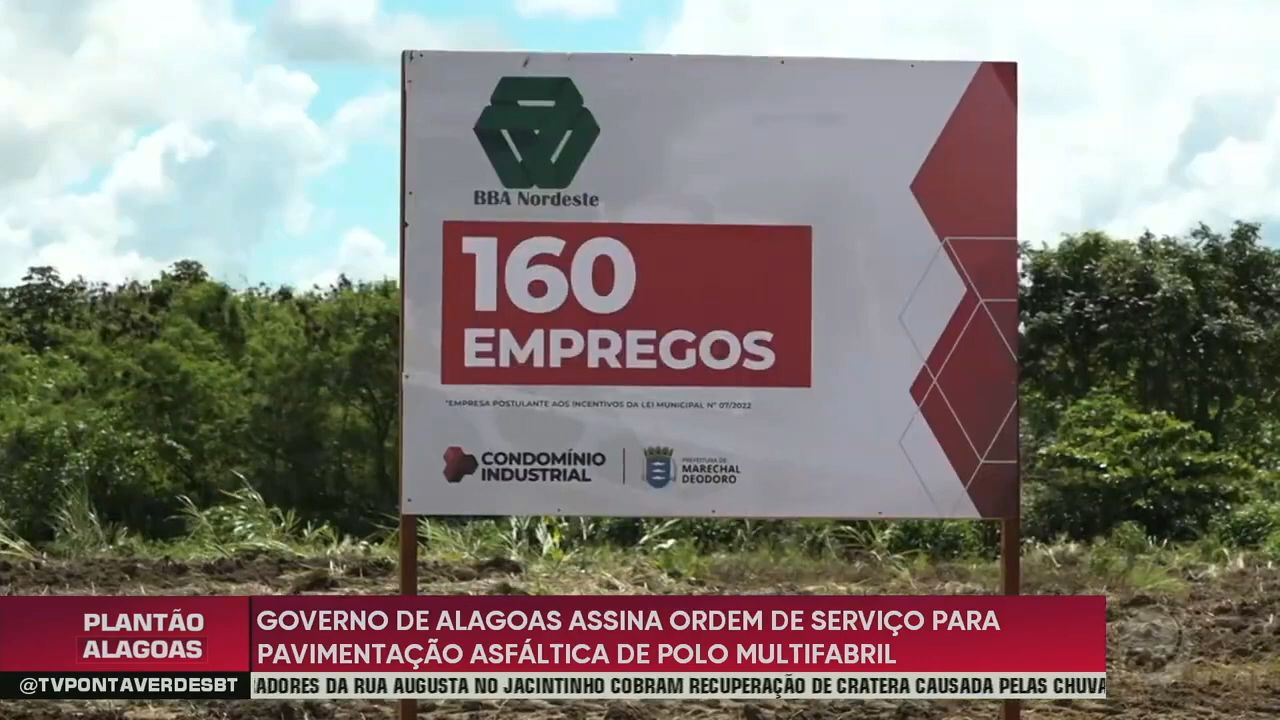 BBA Nordeste
160
EMPREGOS
*EMPRESA POSTULANTE AOS INCENTIVOS DA LEI MUNICIPAL Nº 07/2022
CONDOMÍNIO
INDUSTRIAL
PREFEITURA DE
MARECHAL
DEODORO
PLANTÃO
ALAGOAS
GOVERNO DE ALAGOAS ASSINA ORDEM DE SERVIÇO PARA
PAVIMENTAÇÃO ASFÁLTICA DE POLO MULTIFABRIL
@TVPONTAVERDESBT
ADORES DA RUA AUGUSTA NO JACINTINHO COBRAM RECUPERAÇÃO DE CRATERA CAUSADA PELAS CHUVA